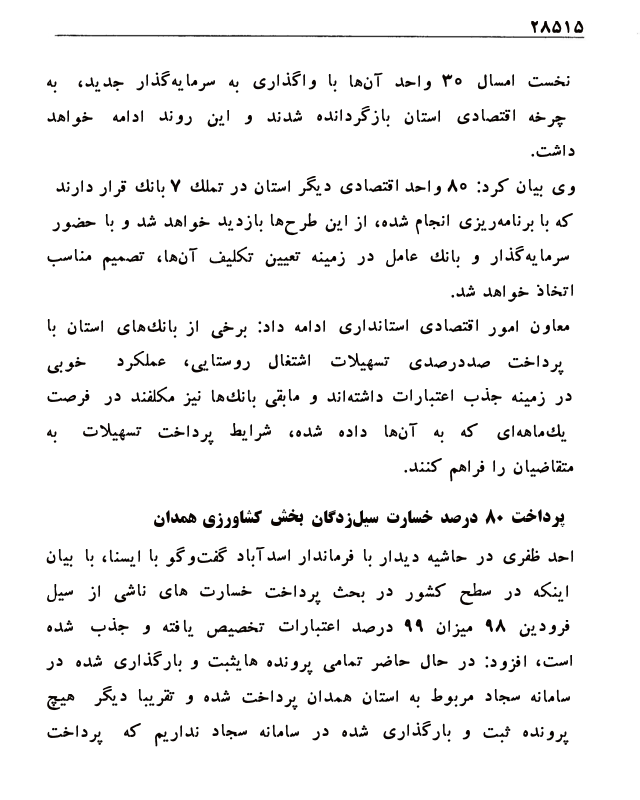 ۲۸۵۱۵
نخست امسال ۳۰ واحد آن‌ها با واگذاری به سرمایه‌گذار جدید، به
چرخه اقتصادی استان بازگردانده شدند و این روند ادامه خواهد
داشت.
وی بیان کرد: ۸۰ واحد اقتصادی دیگر استان در تملك ۷ بانك قرار دارند
که با برنامه‌ریزی انجام شده، از این طرح‌ها بازدید خواهد شد و با حضور
سرمایه‌گذار و بانك عامل در زمینه تعیین تکلیف آن‌ها، تصمیم مناسب
اتخاذ خواهد شد.
معاون امور اقتصادی استانداری ادامه داد: برخی از بانك‌های استان با
پرداخت صددرصدی تسهیلات اشتغال روستایی، عملکرد خوبی
در زمینه جذب اعتبارات داشته‌اند و مابقی بانك‌ها نیز مکلفند در فرصت
یك‌ماهه‌ای که به آن‌ها داده شده، شرایط پرداخت تسهیلات به
متقاضیان را فراهم کنند.
پرداخت ۸۰ درصد خسارت سیل‌زدگان بخش کشاورزی همدان
احد ظفری در حاشیه دیدار با فرماندار اسدآباد گفت‌وگو با ایسنا، با بیان
اینکه در سطح کشور در بحث پرداخت خسارت های ناشی از سیل
فرودین ۹۸ میزان ۹۹ درصد اعتبارات تخصیص یافته و جذب شده
است، افزود: در حال حاضر تمامی پرونده هایثبت و بارگذاری شده در
سامانه سجاد مربوط به استان همدان پرداخت شده و تقریبا دیگر هیچ
پرونده ثبت و بارگذاری شده در سامانه سجاد نداریم که پرداخت